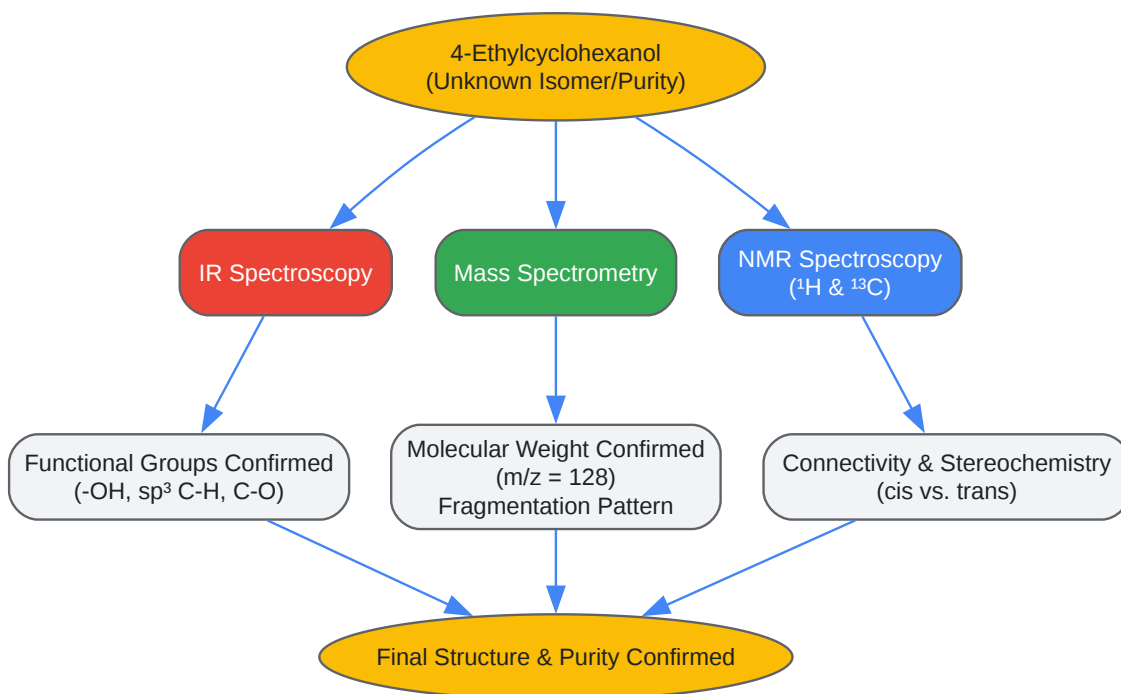 4-Ethylcyclohexanol
(Unknown Isomer/Purity)
IR Spectroscopy
Mass Spectrometry
NMR Spectroscopy
(¹H & ¹³C)
Functional Groups Confirmed
(-OH, sp³ C-H, C-O)
Molecular Weight Confirmed
(m/z = 128)
Fragmentation Pattern
Connectivity & Stereochemistry
(cis vs. trans)
Final Structure & Purity Confirmed